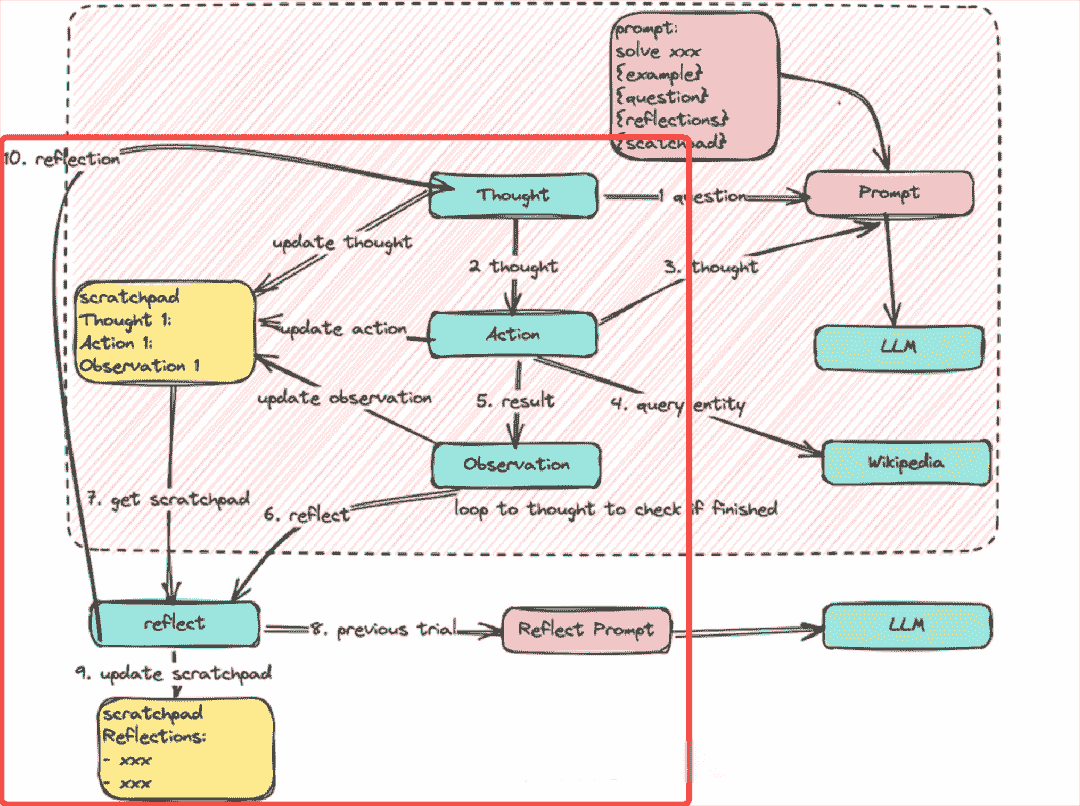 prompt:
solve xxx
{example}
{question}
{reflections}
{scatchpad}
10. reflection
Thought
1 question
Prompt
update thought
2 thought
3. thought
scratchpad
Thought 1:
Action 1:
Observation 1
update action
Action
LLM
update observation
5. result
4. query entity
Observation
Wikipedia
7. get scratchpad
6. reflect
loop to thought to check if finished
reflect
8. previous trial
Reflect Prompt
LLM
9. update scratchpad
scratchpad
Reflections:
- xxx
- xxx